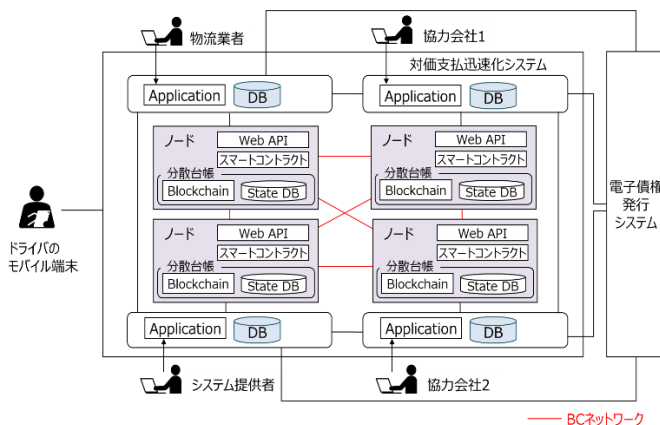 物流業者
協力会社1
対価支払迅速化システム
Application
DB
Application
DB
ノード
Web API
スマートコントラクト
分散台帳
Blockchain
State DB
ノード
Web API
スマートコントラクト
分散台帳
Blockchain
State DB
電子債権
発行
システム
ドライバの
モバイル端末
ノード
Web API
スマートコントラクト
分散台帳
Blockchain
State DB
ノード
Web API
スマートコントラクト
分散台帳
Blockchain
State DB
Application
DB
Application
DB
システム提供者
協力会社2
BCネットワーク